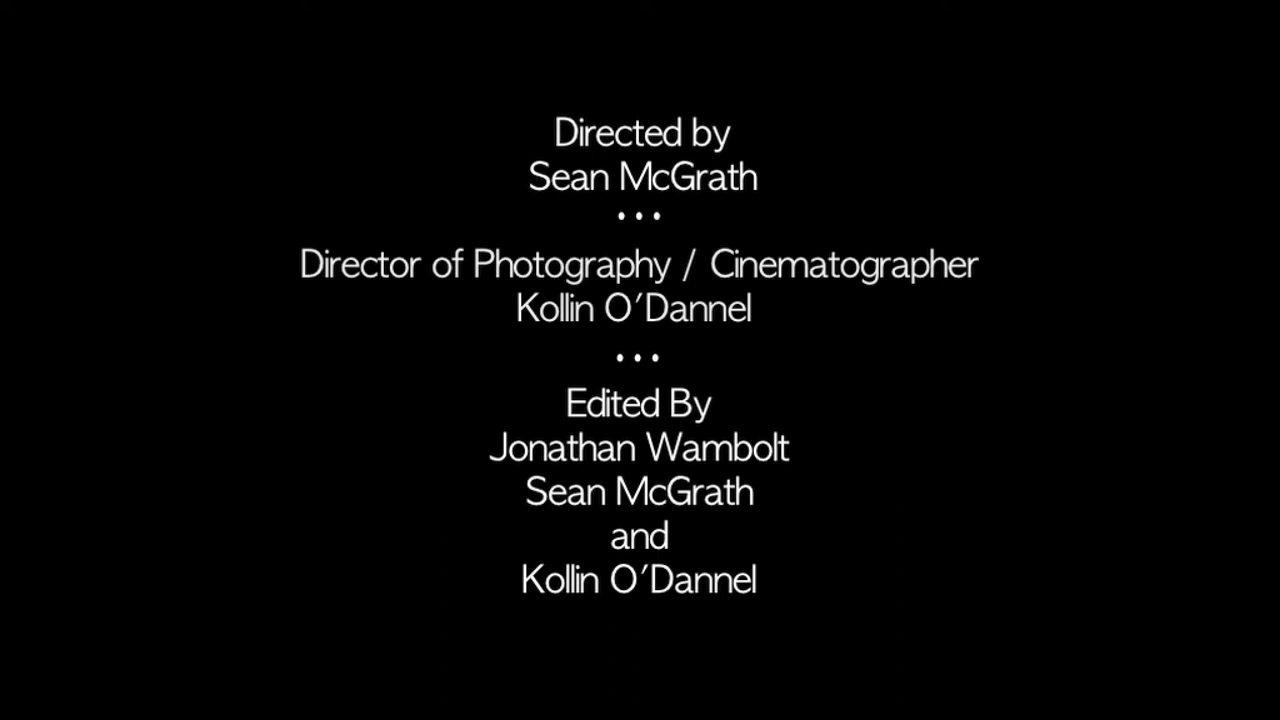 Directed by
Sean McGrath
•••
Director of Photography / Cinematographer
Kollin O'Dannel
•••
Edited By
Jonathan Wambolt
Sean McGrath
and
Kollin O'Dannel